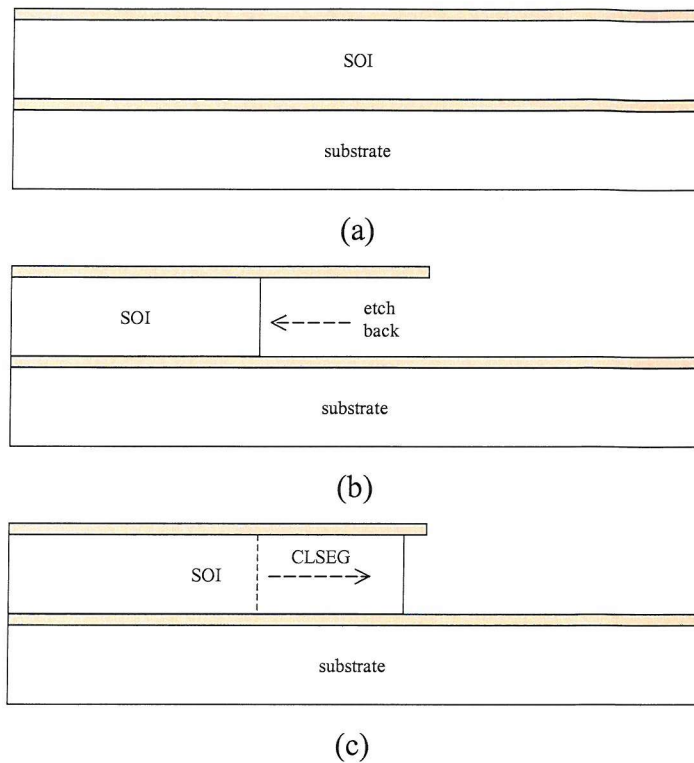 SOI
substrate
(a)
SOI
etch
back
substrate
(b)
SOI
CLSEG
substrate
(c)